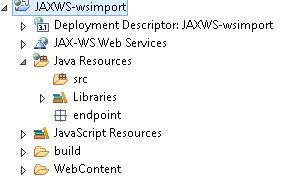 JAXWS-wsimport
Deployment Descriptor: JAXWS-wsimport
JAX-WS Web Services
Java Resources
src
Libraries
endpoint
JavaScript Resources
build
WebContent